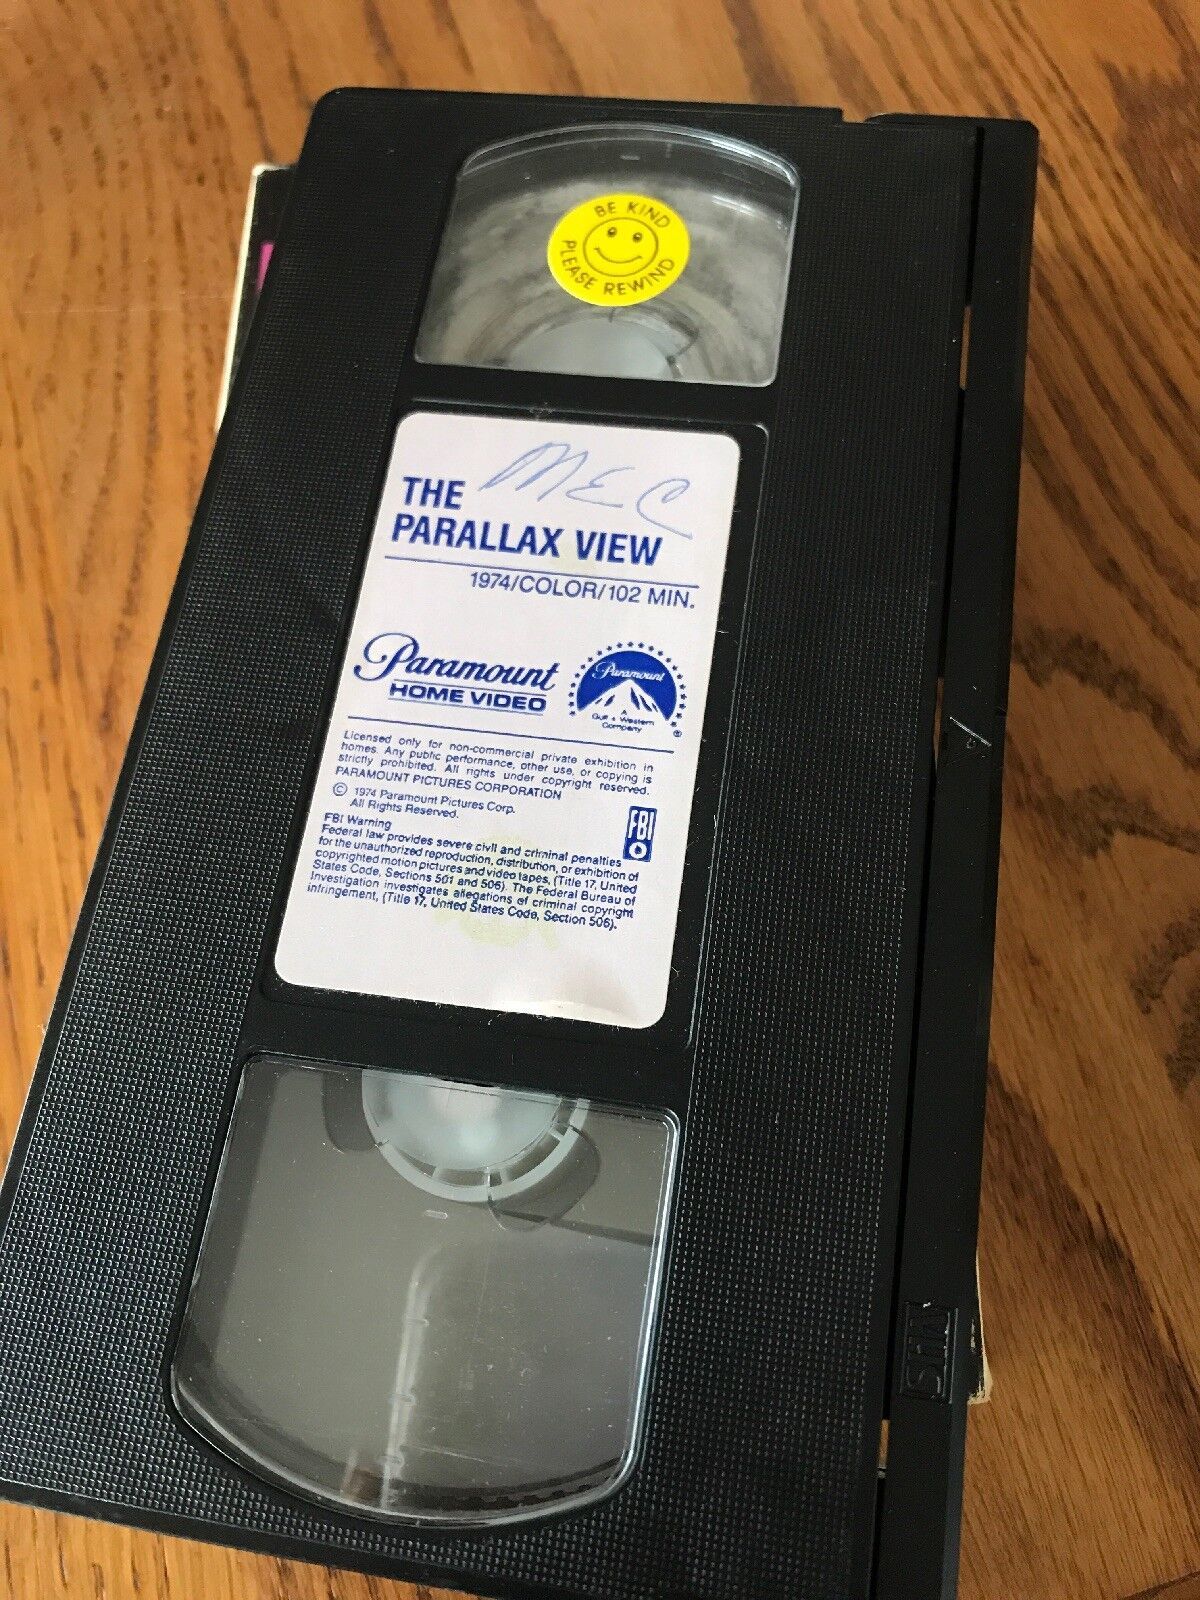 BE KIND
PLEASE REWIND
MEC
THE
PARALLAX VIEW
1974/COLOR/102 MIN.
Paramount
HOME VIDEO
Paramount
A
Gulf + Western
Company
®
Licensed only for non-commercial private exhibition in
homes. Any public performance, other use, or copying is
strictly prohibited. All rights under copyright reserved.
PARAMOUNT PICTURES CORPORATION
© 1974 Paramount Pictures Corp.
All Rights Reserved.
FBI
FBI Warning
Federal law provides severe civil and criminal penalties
for the unauthorized reproduction, distribution, or exhibition of
copyrighted motion pictures and video tapes, (Title 17, United
States Code, Sections 501 and 506). The Federal Bureau of
Investigation investigates allegations of criminal copyright
infringement, (Title 17, United States Code, Section 506).
VHS